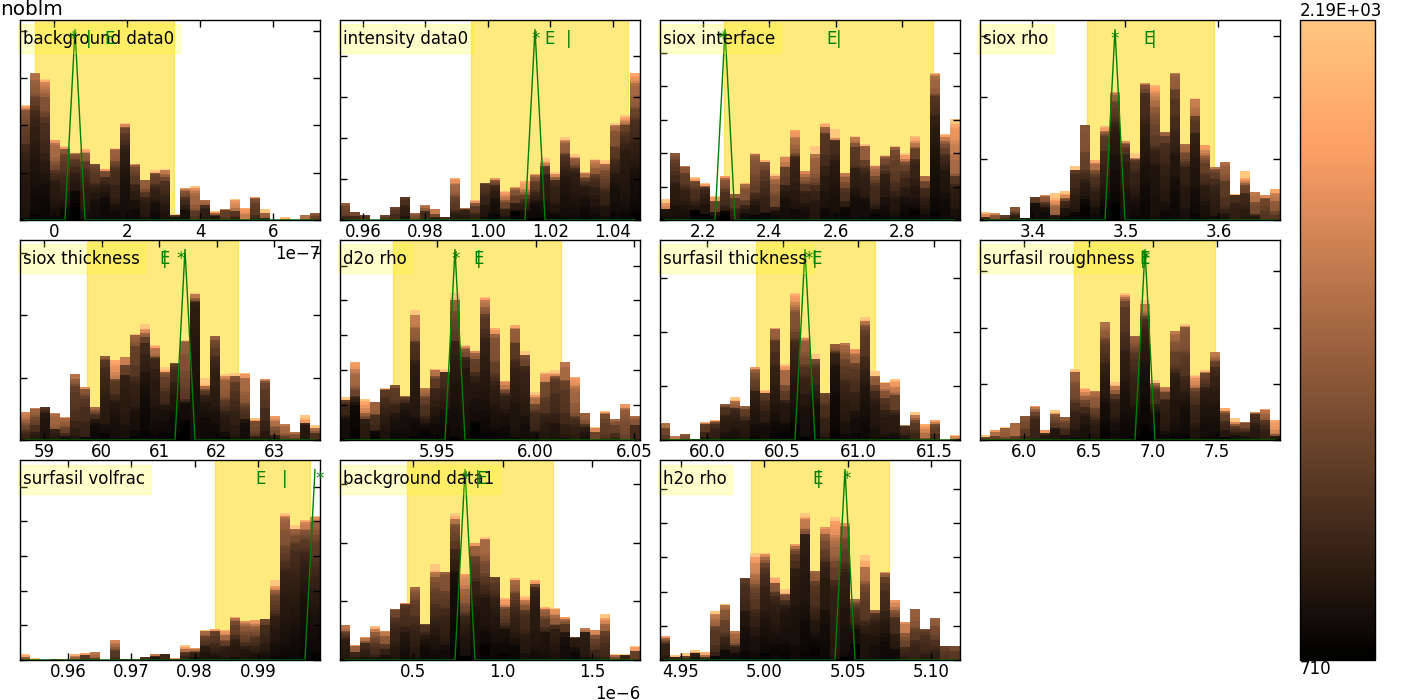 noblm
2.19E+03
background data0
* | E
intensity data0
* E |
siox interface
* E|
siox rho
* E|
0 2 4 6
0.96 0.98 1.00 1.02 1.04
2.2 2.4 2.6 2.8
3.4 3.5 3.6
1e-7
siox thickness
E *
d2o rho
* E
surfasil thickness
*E
surfasil roughness
E
59 60 61 62 63
5.95 6.00 6.05
60.0 60.5 61.0 61.5
6.0 6.5 7.0 7.5
surfasil volfrac
E | *
background data1
* E
h2o rho
E *
0.96 0.97 0.98 0.99
0.5 1.0 1.5
4.95 5.00 5.05 5.10
710
1e-6